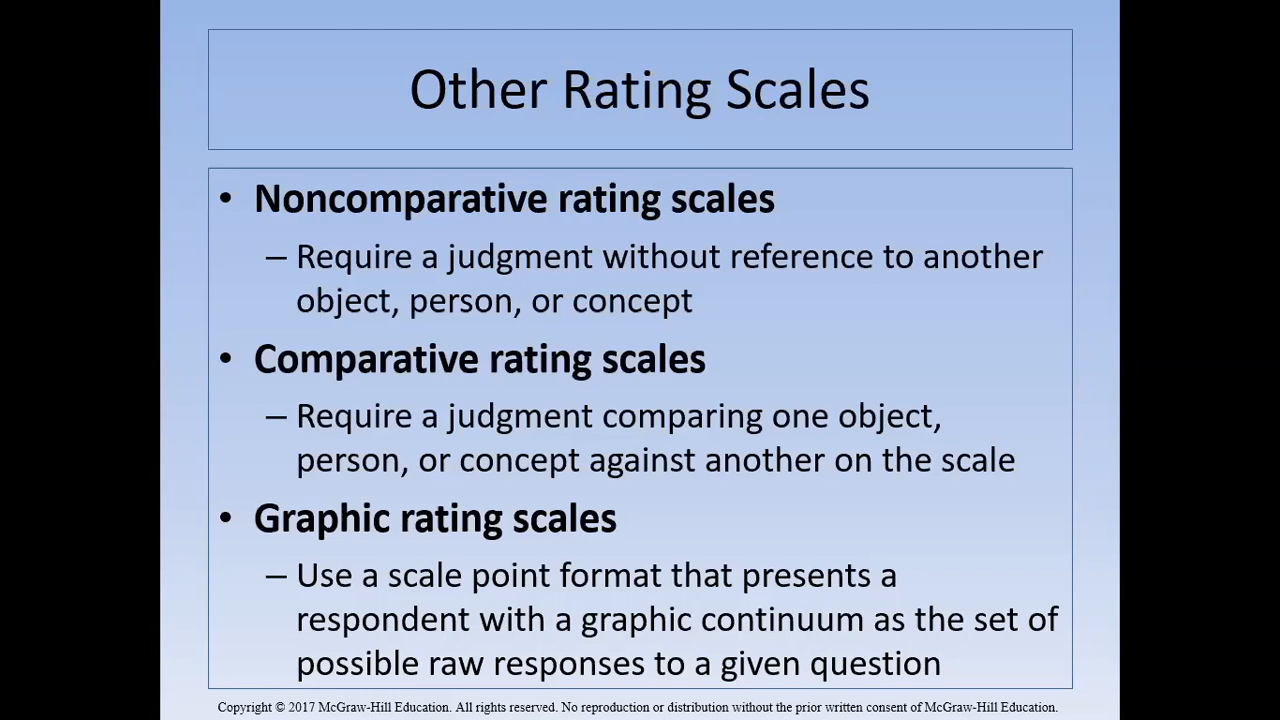 Other Rating Scales
• Noncomparative rating scales
– Require a judgment without reference to another
object, person, or concept
• Comparative rating scales
– Require a judgment comparing one object,
person, or concept against another on the scale
• Graphic rating scales
– Use a scale point format that presents a
respondent with a graphic continuum as the set of
possible raw responses to a given question
Copyright © 2017 McGraw-Hill Education. All rights reserved. No reproduction or distribution without the prior written consent of McGraw-Hill Education.